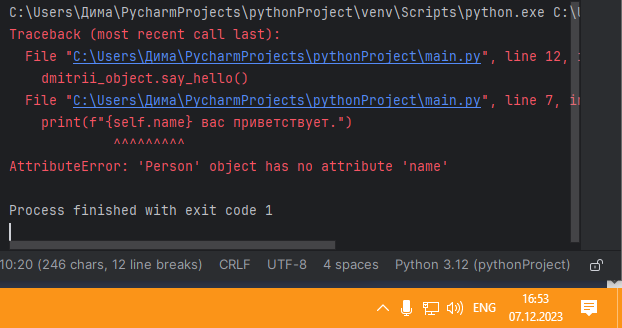 C:\Users\Дима\PycharmProjects\pythonProject\venv\Scripts\python.exe C:\
Traceback (most recent call last):
File "C:\Users\Дима\PycharmProjects\pythonProject\main.py", line 12,
dmitrii_object.say_hello()
File "C:\Users\Дима\PycharmProjects\pythonProject\main.py", line 7, in
print(f"{self.name} вас приветствует.")
^^^^^^^^^
AttributeError: 'Person' object has no attribute 'name'
Process finished with exit code 1
10:20 (246 chars, 12 line breaks) CRLF UTF-8 4 spaces Python 3.12 (pythonProject)
ENG 16:53
07.12.2023